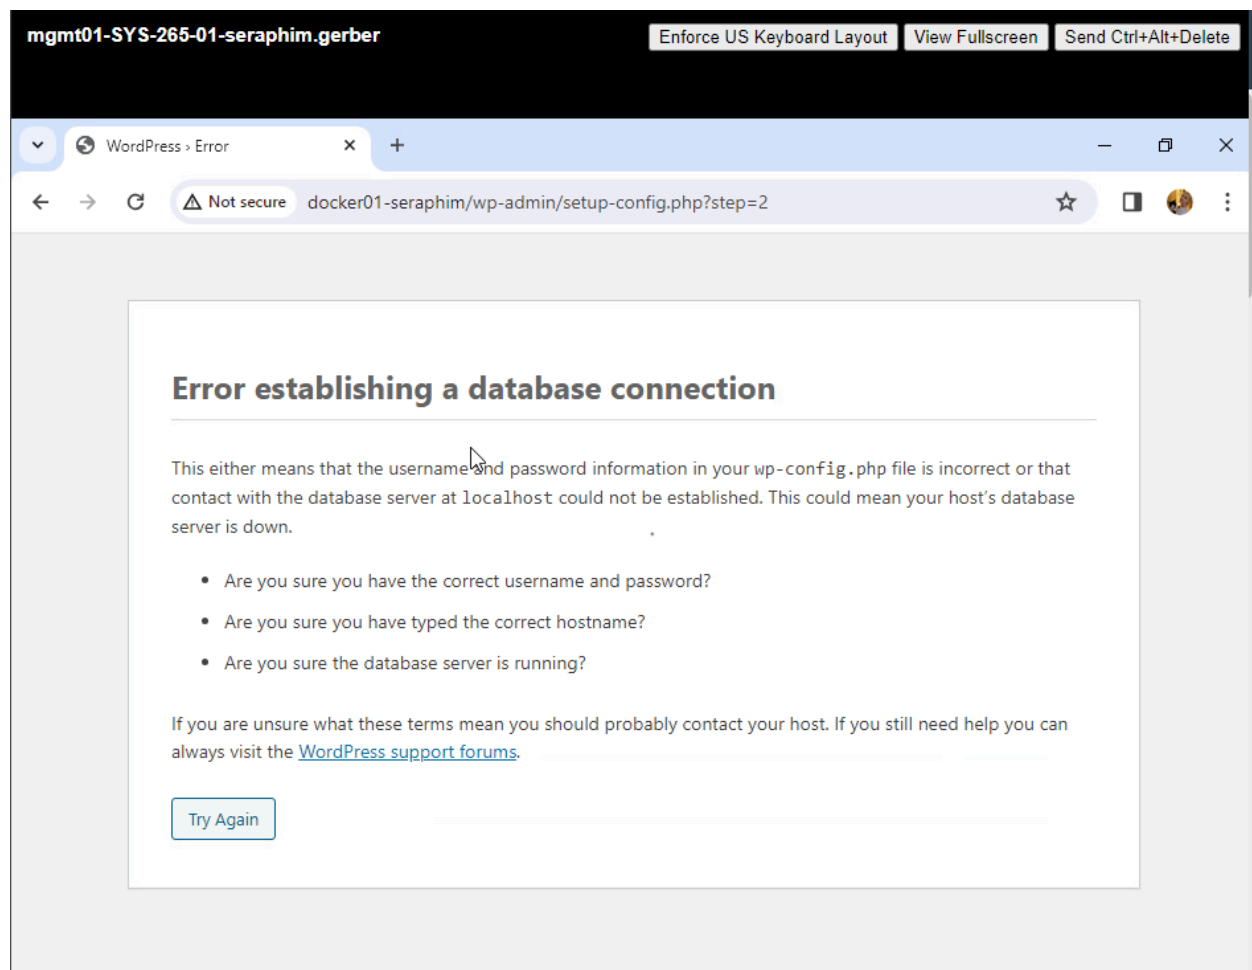 mgmt01-SYS-265-01-seraphim.gerber
Enforce US Keyboard Layout View Fullscreen Send Ctrl+Alt+Delete
WordPress › Error
Not secure docker01-seraphim/wp-admin/setup-config.php?step=2
Error establishing a database connection
This either means that the username and password information in your wp-config.php file is incorrect or that
contact with the database server at localhost could not be established. This could mean your host’s database
server is down.
• Are you sure you have the correct username and password?
• Are you sure you have typed the correct hostname?
• Are you sure the database server is running?
If you are unsure what these terms mean you should probably contact your host. If you still need help you can
always visit the WordPress support forums.
Try Again